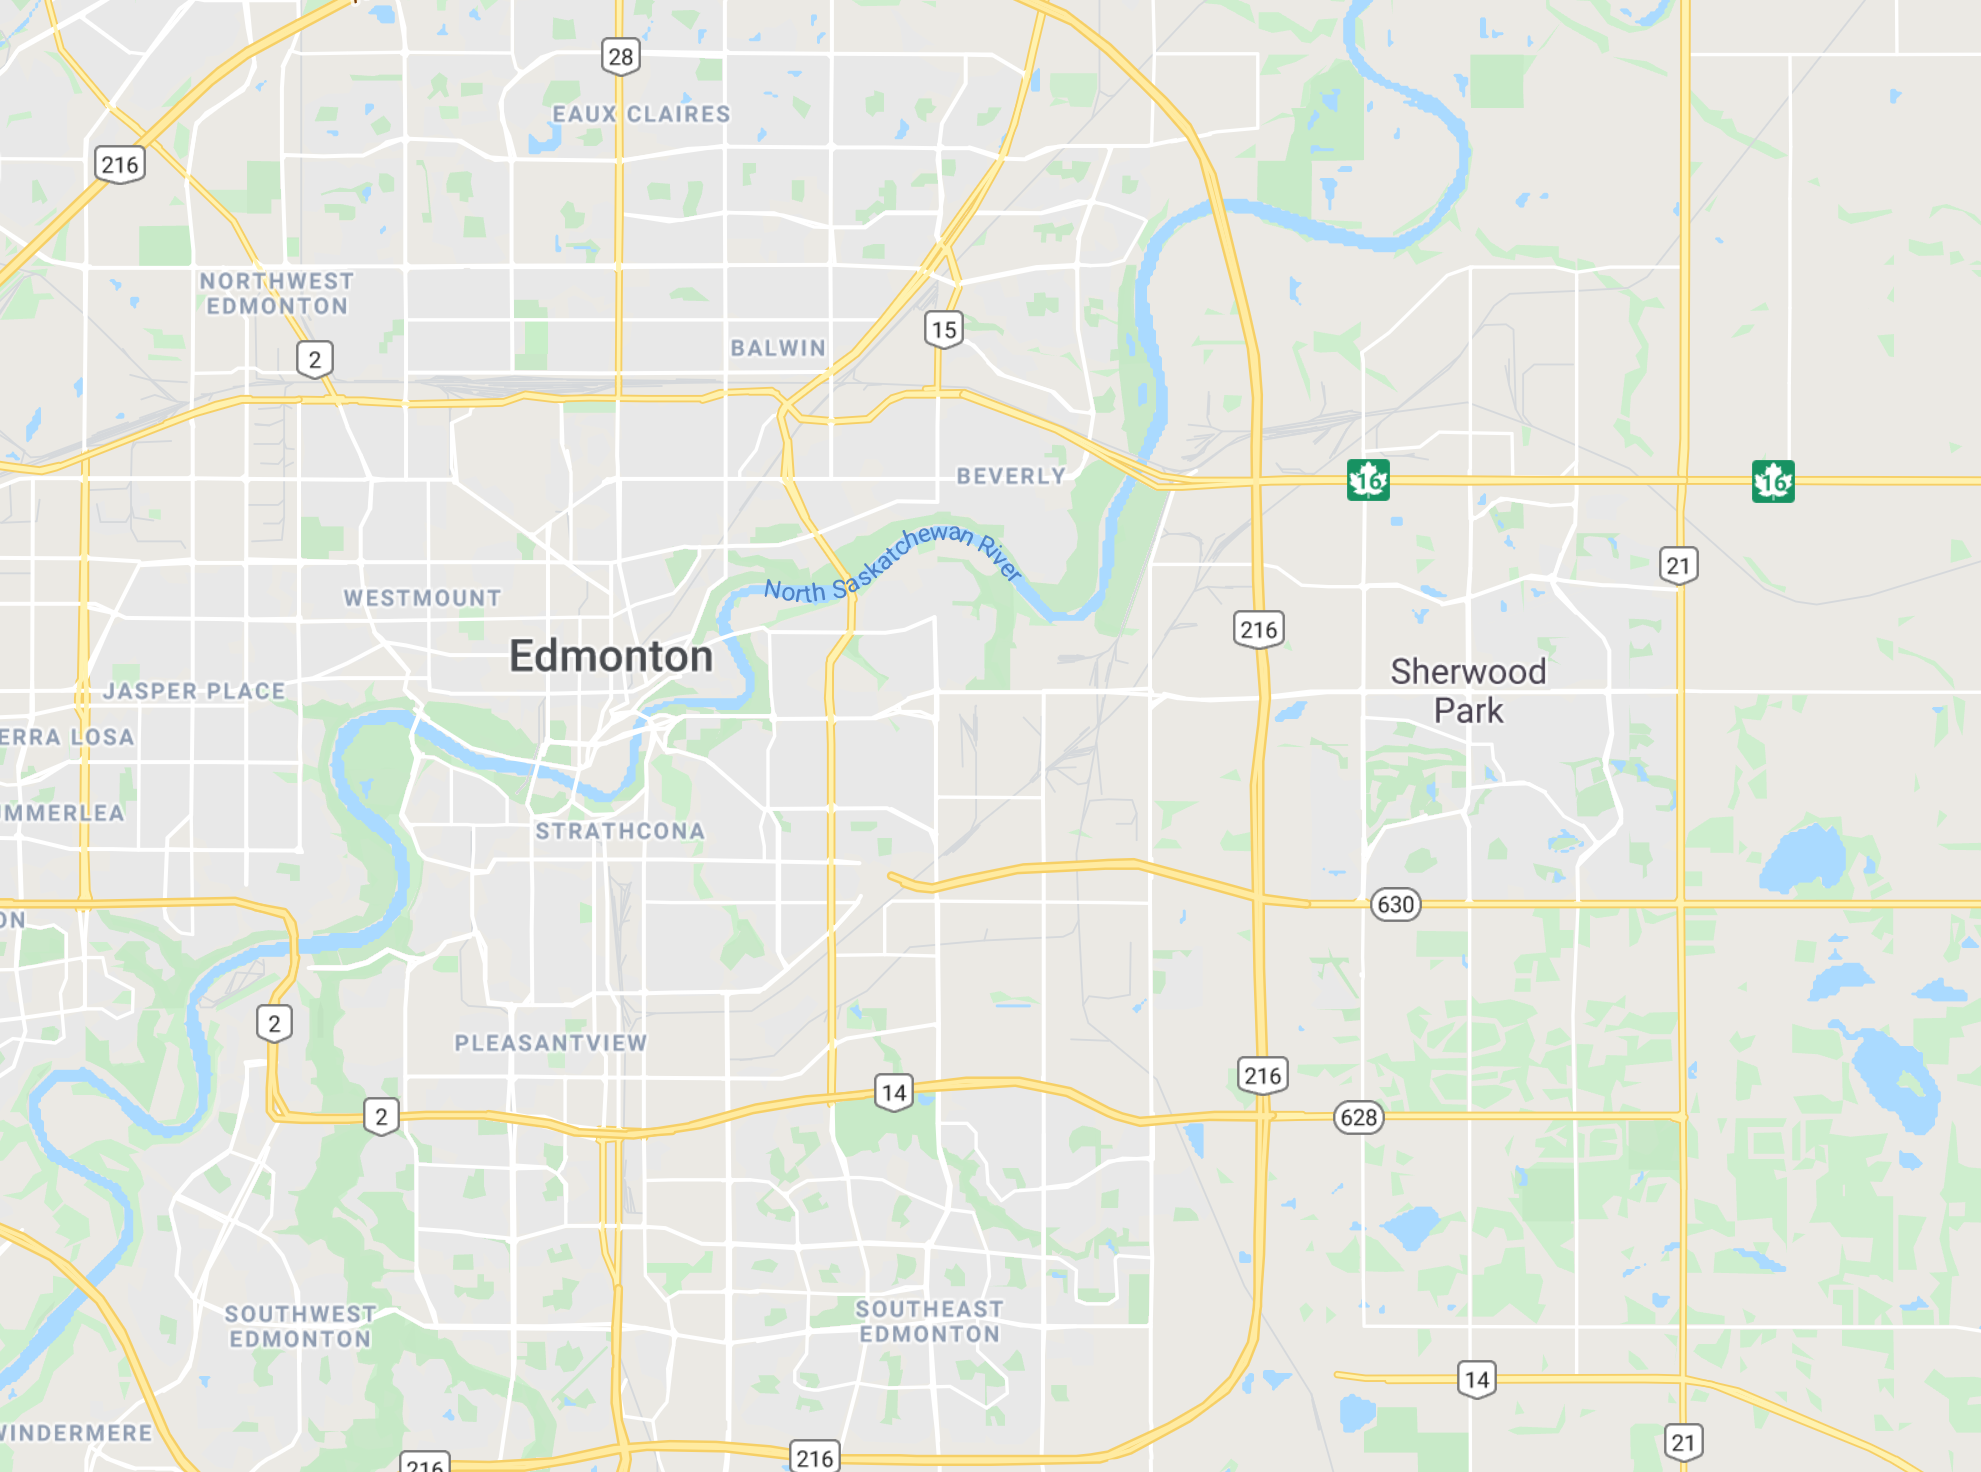 28
EAUX CLAIRES
216
NORTHWEST
EDMONTON
15
BALWIN
2
BEVERLY
16
16
North Saskatchewan River
21
WESTMOUNT
216
Edmonton
Sherwood
Park
JASPER PLACE
ERRA LOSA
MMERLEA
STRATHCONA
630
ON
2
PLEASANTVIEW
216
14
2
628
SOUTHWEST
EDMONTON
SOUTHEAST
EDMONTON
14
WINDERMERE
21
216
216